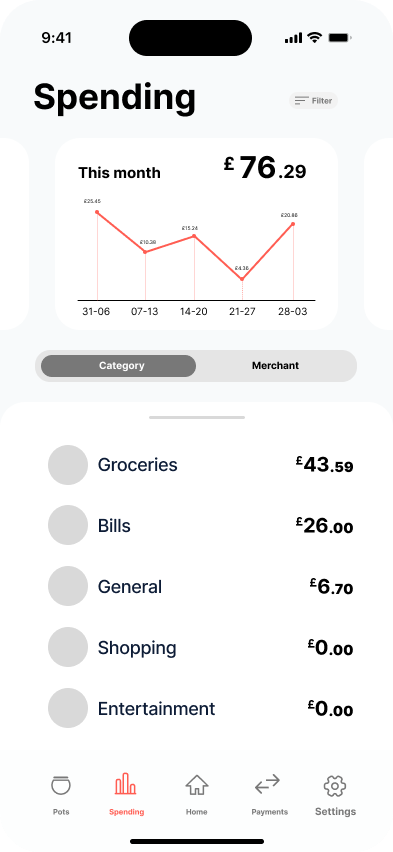 9:41
Spending
Filter
This month £76.29
£25.45
£10.38
£15.24
£4.36
£20.88
31-06 07-13 14-20 21-27 28-03
Category Merchant
Groceries £43.59
Bills £26.00
General £6.70
Shopping £0.00
Entertainment £0.00
Pots Spending Home Payments Settings